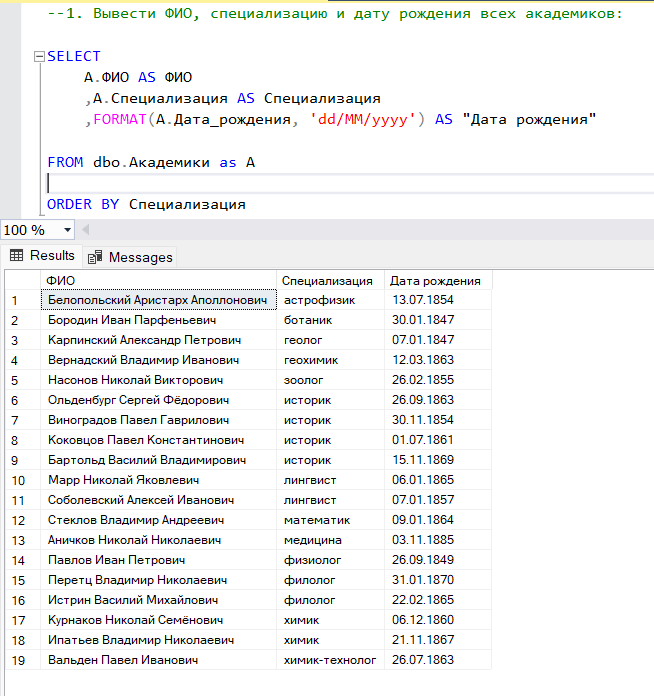 --1. Вывести ФИО, специализацию и дату рождения всех академиков:
SELECT
A.ФИО AS ФИО
,A.Специализация AS Специализация
,FORMAT(A.Дата_рождения, 'dd/MM/yyyy') AS "Дата рождения"
FROM dbo.Академики as A
ORDER BY Специализация
100 %
Results Messages
ФИО Специализация Дата рождения
1 Белопольский Аристарх Аполлонович астрофизик 13.07.1854
2 Бородин Иван Парфеньевич ботаник 30.01.1847
3 Карпинский Александр Петрович геолог 07.01.1847
4 Вернадский Владимир Иванович геохимик 12.03.1863
5 Насонов Николай Викторович зоолог 26.02.1855
6 Ольденбург Сергей Фёдорович историк 26.09.1863
7 Виноградов Павел Гаврилович историк 30.11.1854
8 Коковцов Павел Константинович историк 01.07.1861
9 Бартольд Василий Владимирович историк 15.11.1869
10 Марр Николай Яковлевич лингвист 06.01.1865
11 Соболевский Алексей Иванович лингвист 07.01.1857
12 Стеклов Владимир Андреевич математик 09.01.1864
13 Аничков Николай Николаевич медицина 03.11.1885
14 Павлов Иван Петрович физиолог 26.09.1849
15 Перетц Владимир Николаевич филолог 31.01.1870
16 Истрин Василий Михайлович филолог 22.02.1865
17 Курнаков Николай Семёнович химик 06.12.1860
18 Ипатьев Владимир Николаевич химик 21.11.1867
19 Вальден Павел Иванович химик-технолог 26.07.1863